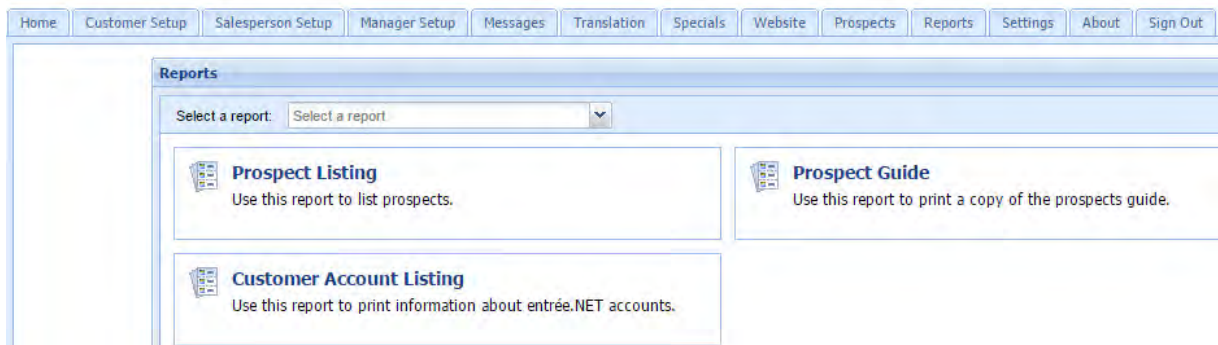 Home Customer Setup Salesperson Setup Manager Setup Messages Translation Specials Website Prospects Reports Settings About Sign Out
Reports
Select a report: Select a report
Prospect Listing
Use this report to list prospects.
Prospect Guide
Use this report to print a copy of the prospects guide.
Customer Account Listing
Use this report to print information about entrée.NET accounts.